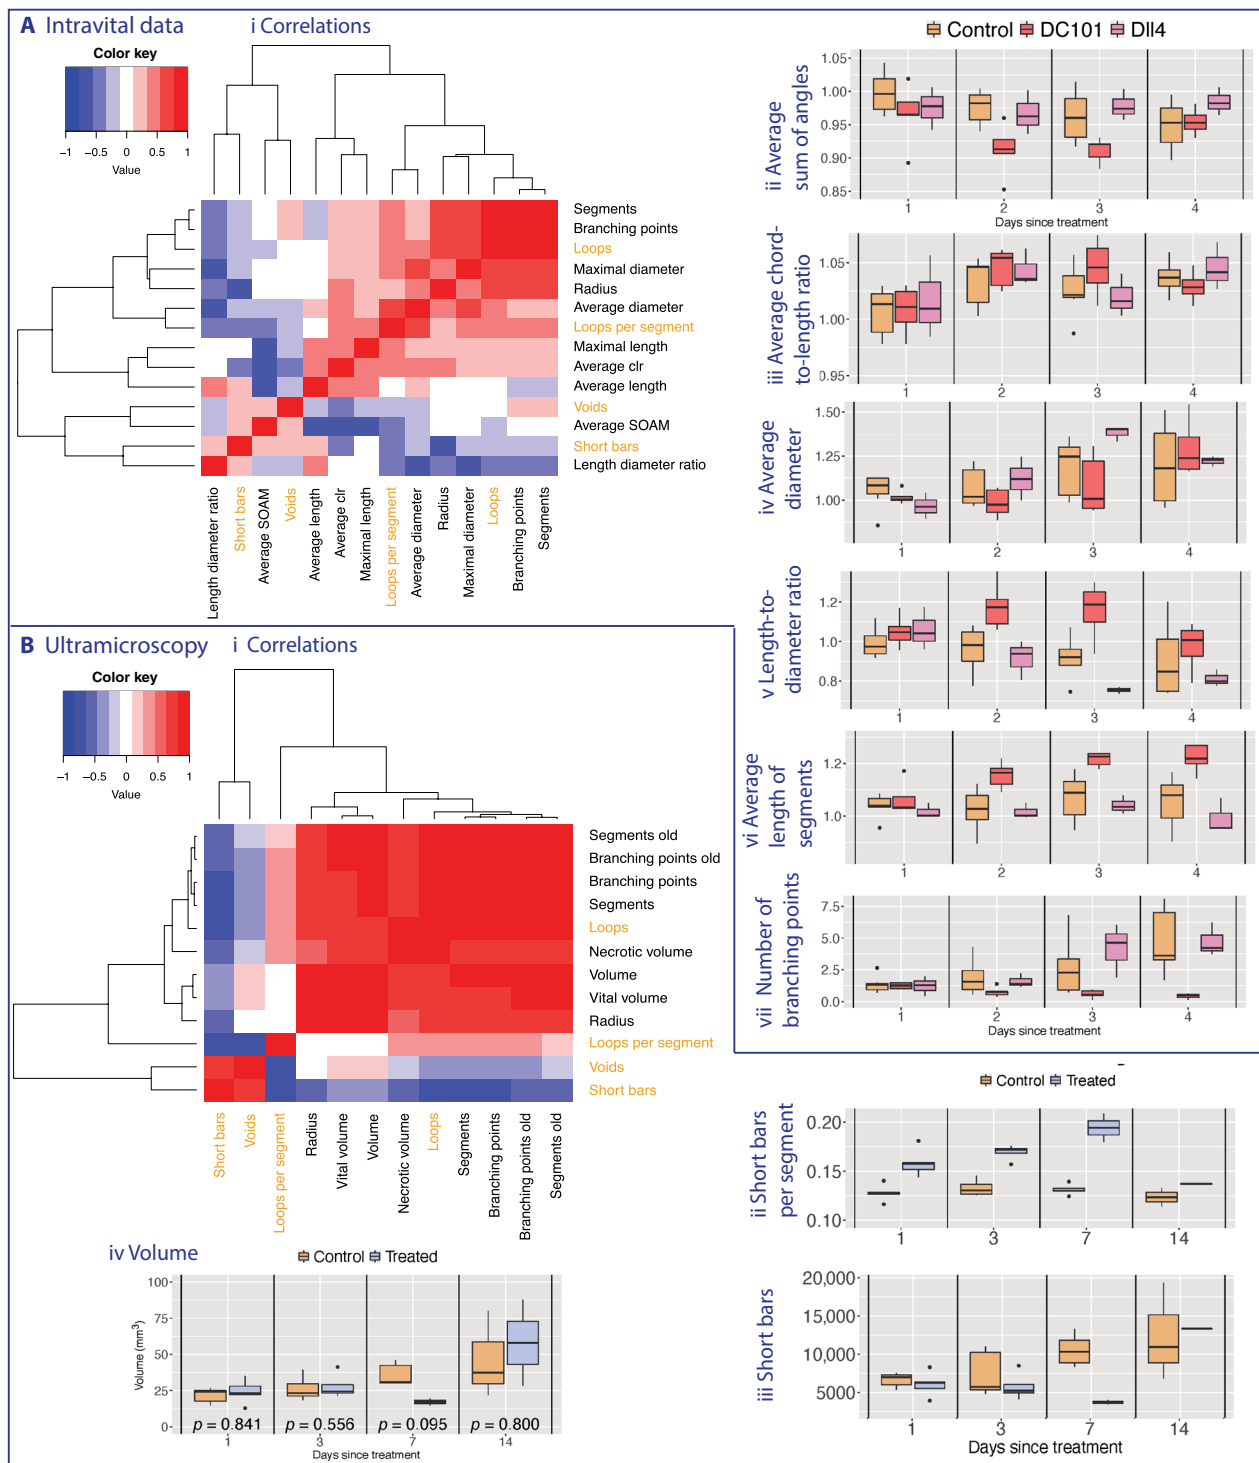 A Intravital data
i Correlations
Color key
−1 −0.5 0 0.5 1
Value
Segments
Branching points
Loops
Maximal diameter
Radius
Average diameter
Loops per segment
Maximal length
Average clr
Average length
Voids
Average SOAM
Short bars
Length diameter ratio
Length diameter ratio
Short bars
Average SOAM
Voids
Average length
Average clr
Maximal length
Loops per segment
Average diameter
Radius
Maximal diameter
Loops
Branching points
Segments
Control DC101 Dll4
ii Average
sum of angles
1.05
1.00
0.95
0.90
0.85
1 2 3 4
Days since treatment
iii Average chord-
to-length ratio
1.05
1.00
0.95
1 2 3 4
iv Average
diameter
1.50
1.25
1.00
1 2 3 4
v Length-to-
diameter ratio
1.2
1.0
0.8
1 2 3 4
vi Average
length of
segments
1.2
1.0
1 2 3 4
vii Number of
branching points
7.5
5.0
2.5
0.0
1 2 3 4
Days since treatment
B Ultramicroscopy
i Correlations
Color key
−1 −0.5 0 0.5 1
Value
Segments old
Branching points old
Branching points
Segments
Loops
Necrotic volume
Volume
Vital volume
Radius
Loops per segment
Voids
Short bars
Short bars
Voids
Loops per segment
Radius
Vital volume
Volume
Necrotic volume
Loops
Segments
Branching points
Branching points old
Segments old
Control Treated
ii Short bars
per segment
0.20
0.15
0.10
1 3 7 14
iii Short bars
20,000
15,000
10,000
5000
1 3 7 14
Days since treatment
iv Volume
Control Treated
Volume (mm³)
100
75
50
25
0
p = 0.841 p = 0.556 p = 0.095 p = 0.800
1 3 7 14
Days since treatment